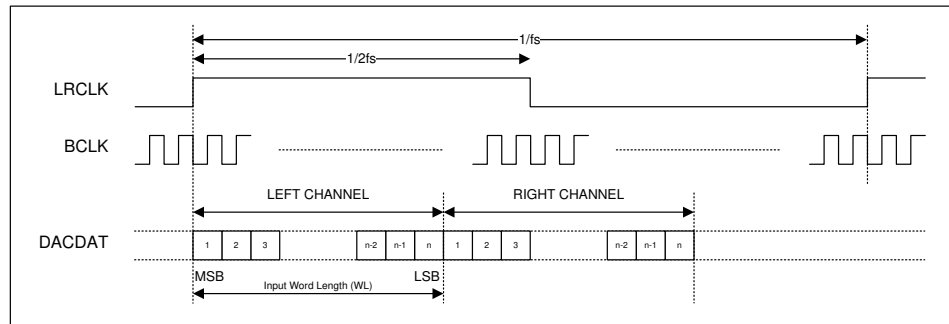 1/fs
1/2fs
LRCLK
BCLK
LEFT CHANNEL RIGHT CHANNEL
DACDAT 1 2 3 n-2 n-1 n 1 2 3 n-2 n-1 n
MSB LSB
Input Word Length (WL)